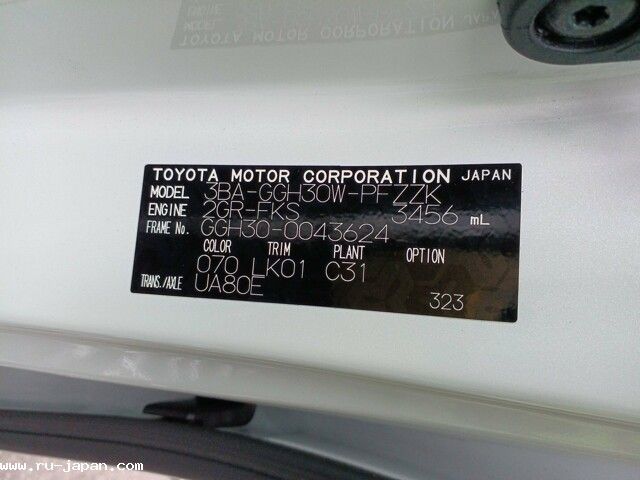 TOYOTA MOTOR CORPORATION JAPAN
MODEL 3BA-GGH30W-PFZZK
ENGINE 2GR-FKS 3456 mL
FRAME No. GGH30-0043624
COLOR TRIM PLANT OPTION
070 LK01 C31
TRANS./AXLE UA80E
323
www.ru-japan.com